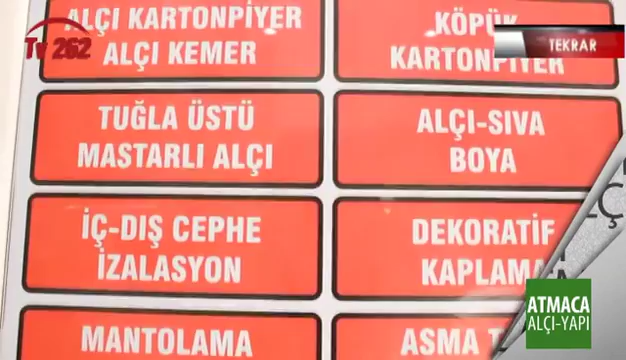 Tv 262
TEKRAR
ALÇI KARTONPİYER
ALÇI KEMER
KÖPÜK
KARTONPİYER
TUĞLA ÜSTÜ
MASTARLI ALÇI
ALÇI-SIVA
BOYA
İÇ-DIŞ CEPHE
İZALASYON
DEKORATİF
KAPLAMA
MANTOLAMA
ASMA
ATMACA
ALÇI-YAPI